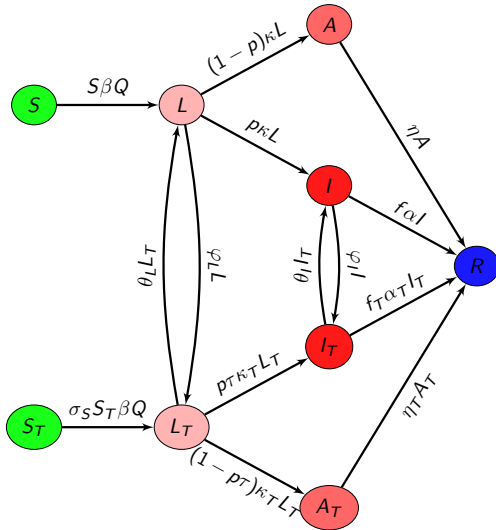 A
(1 − p)κL
S
SβQ
L
ηA
pκL
I
fαI
θ_L L_T
φ_L L
θ_I I_T
φ_I I
R
f_T α_T I_T
I_T
p_T κ_T L_T
η_T A_T
S_T
σ_S S_T βQ
L_T
(1 − p_T)κ_T L_T
A_T